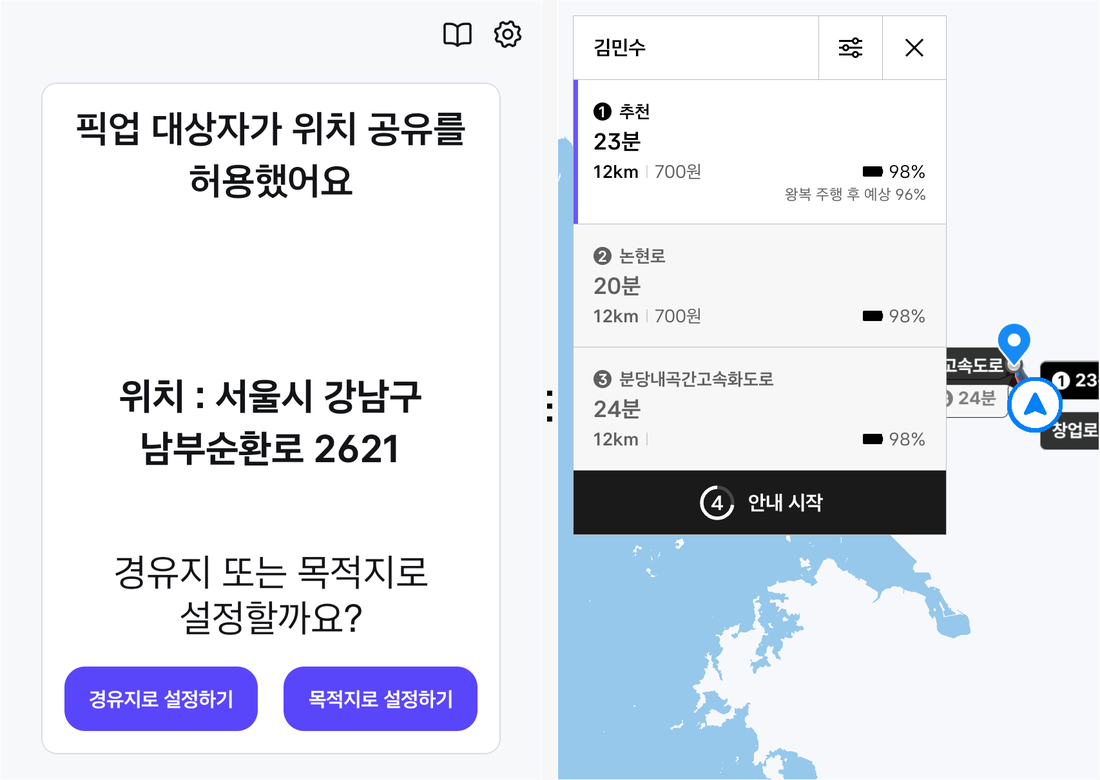 픽업 대상자가 위치 공유를
허용했어요
위치 : 서울시 강남구
남부순환로 2621
경유지 또는 목적지로
설정할까요?
경유지로 설정하기
목적지로 설정하기
김민수
1 추천
23분
12km | 700원
98%
왕복 주행 후 예상 96%
2 논현로
20분
12km | 700원
98%
3 분당내곡간고속화도로
24분
12km |
98%
4 안내 시작
고속도로
24분
1 23
창업로